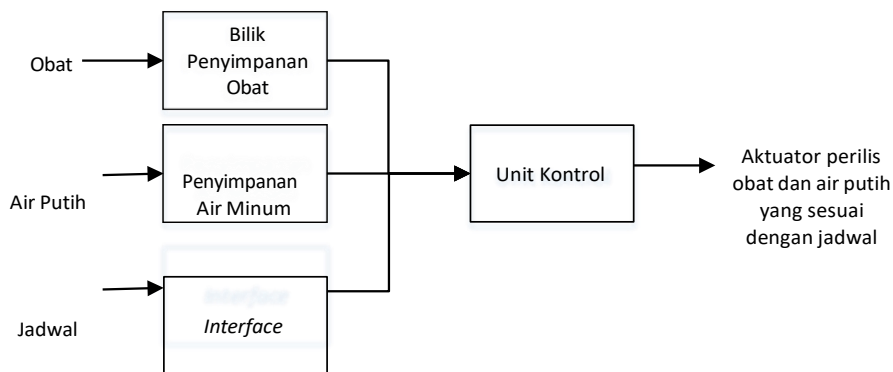 Obat
Bilik
Penyimpanan
Obat
Air Putih
Penyimpanan
Air Minum
Jadwal
Interface
Interface
Unit Kontrol
Aktuator perilis
obat dan air putih
yang sesuai
dengan jadwal